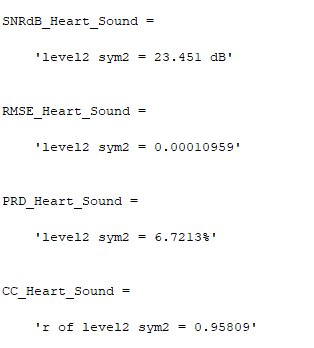 SNRdB_Heart_Sound =
'level2 sym2 = 23.451 dB'
RMSE_Heart_Sound =
'level2 sym2 = 0.00010959'
PRD_Heart_Sound =
'level2 sym2 = 6.7213%'
CC_Heart_Sound =
'r of level2 sym2 = 0.95809'